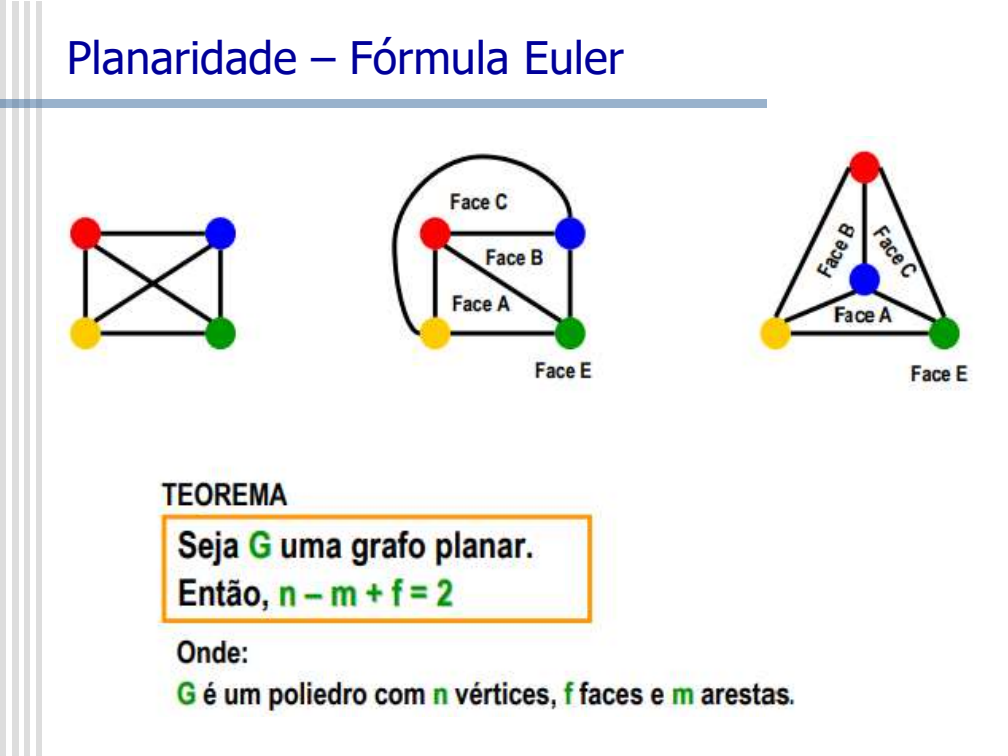 Planaridade – Fórmula Euler
Face C
Face B
Face A
Face E
Face B
Face C
Face A
Face E
TEOREMA
Seja G uma grafo planar.
Então, n – m + f = 2
Onde:
G é um poliedro com n vértices, f faces e m arestas.